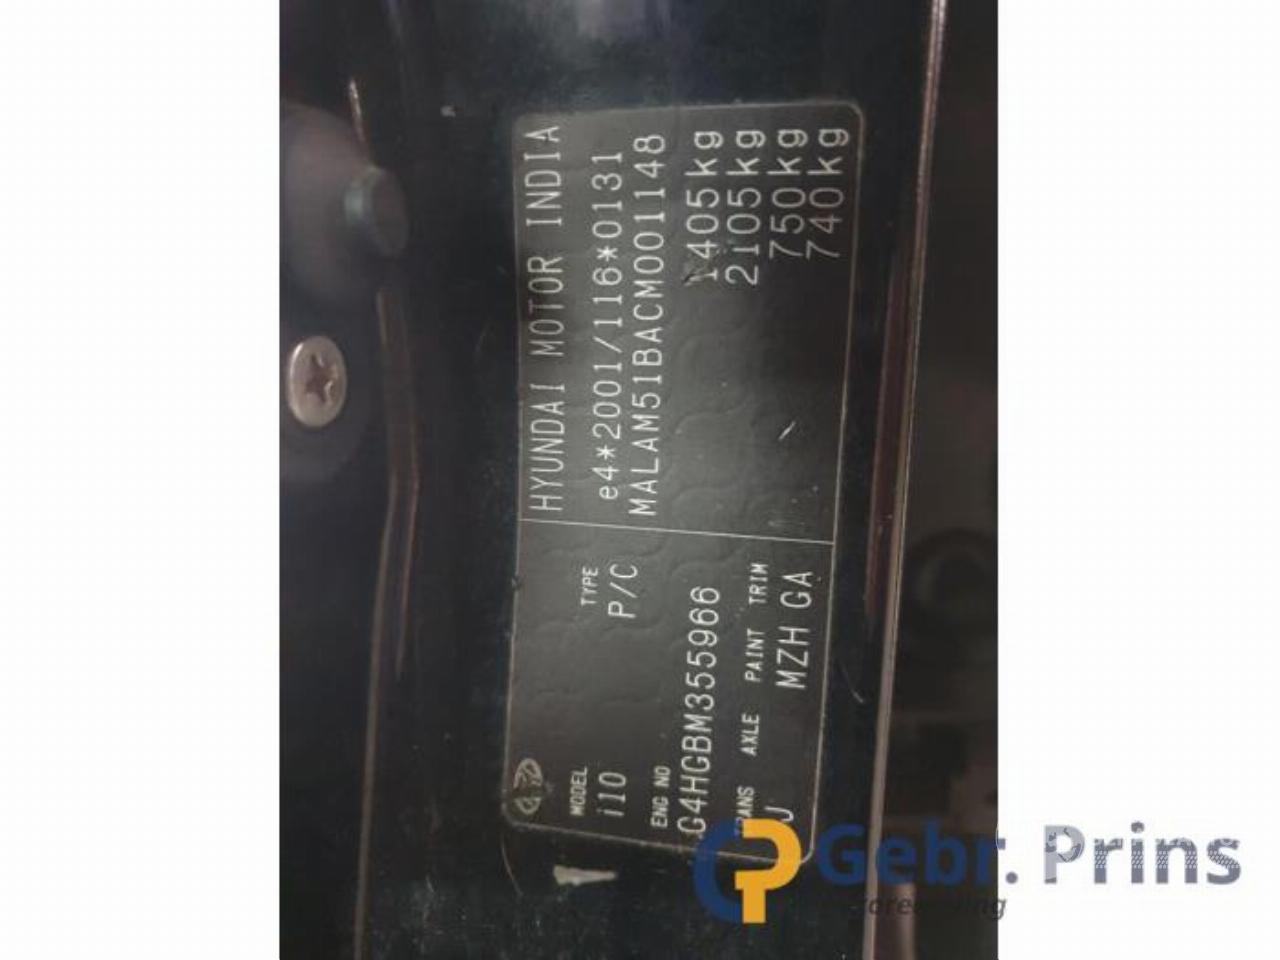 HYUNDAI MOTOR INDIA
e4*2001/116*0131
MALAM51BACM001148
1405kg
2105kg
750kg
740kg
MODEL TYPE
i10 P/C
ENG NO
G4HGBM355966
TRANS AXLE PAINT TRIM
J MZH GA
Gebr. Prins